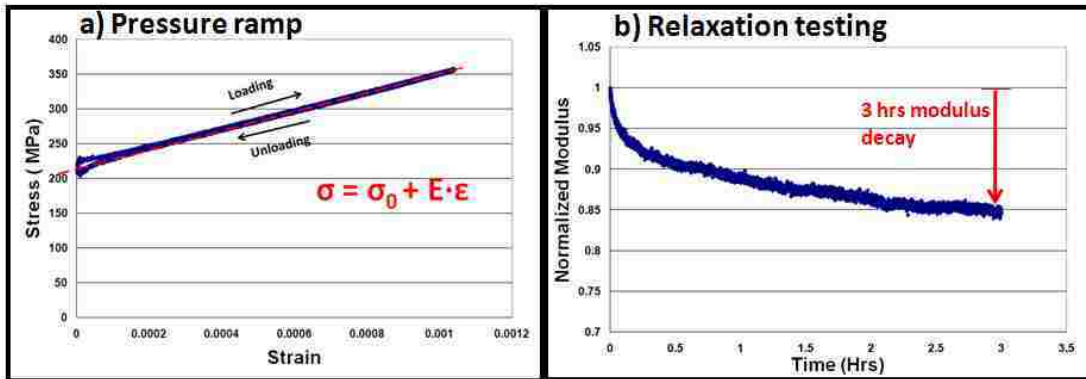 a) Pressure ramp
400
350
300
250
200
150
100
50
0
Stress ( MPa)
Loading
Unloading
σ = σ₀ + E·ε
0
0.0002
0.0004
0.0006
0.0008
0.001
0.0012
Strain
b) Relaxation testing
1.05
1
0.95
0.9
0.85
0.8
0.75
0.7
Normalized Modulus
3 hrs modulus
decay
0
0.5
1
1.5
2
2.5
3
3.5
Time (Hrs)